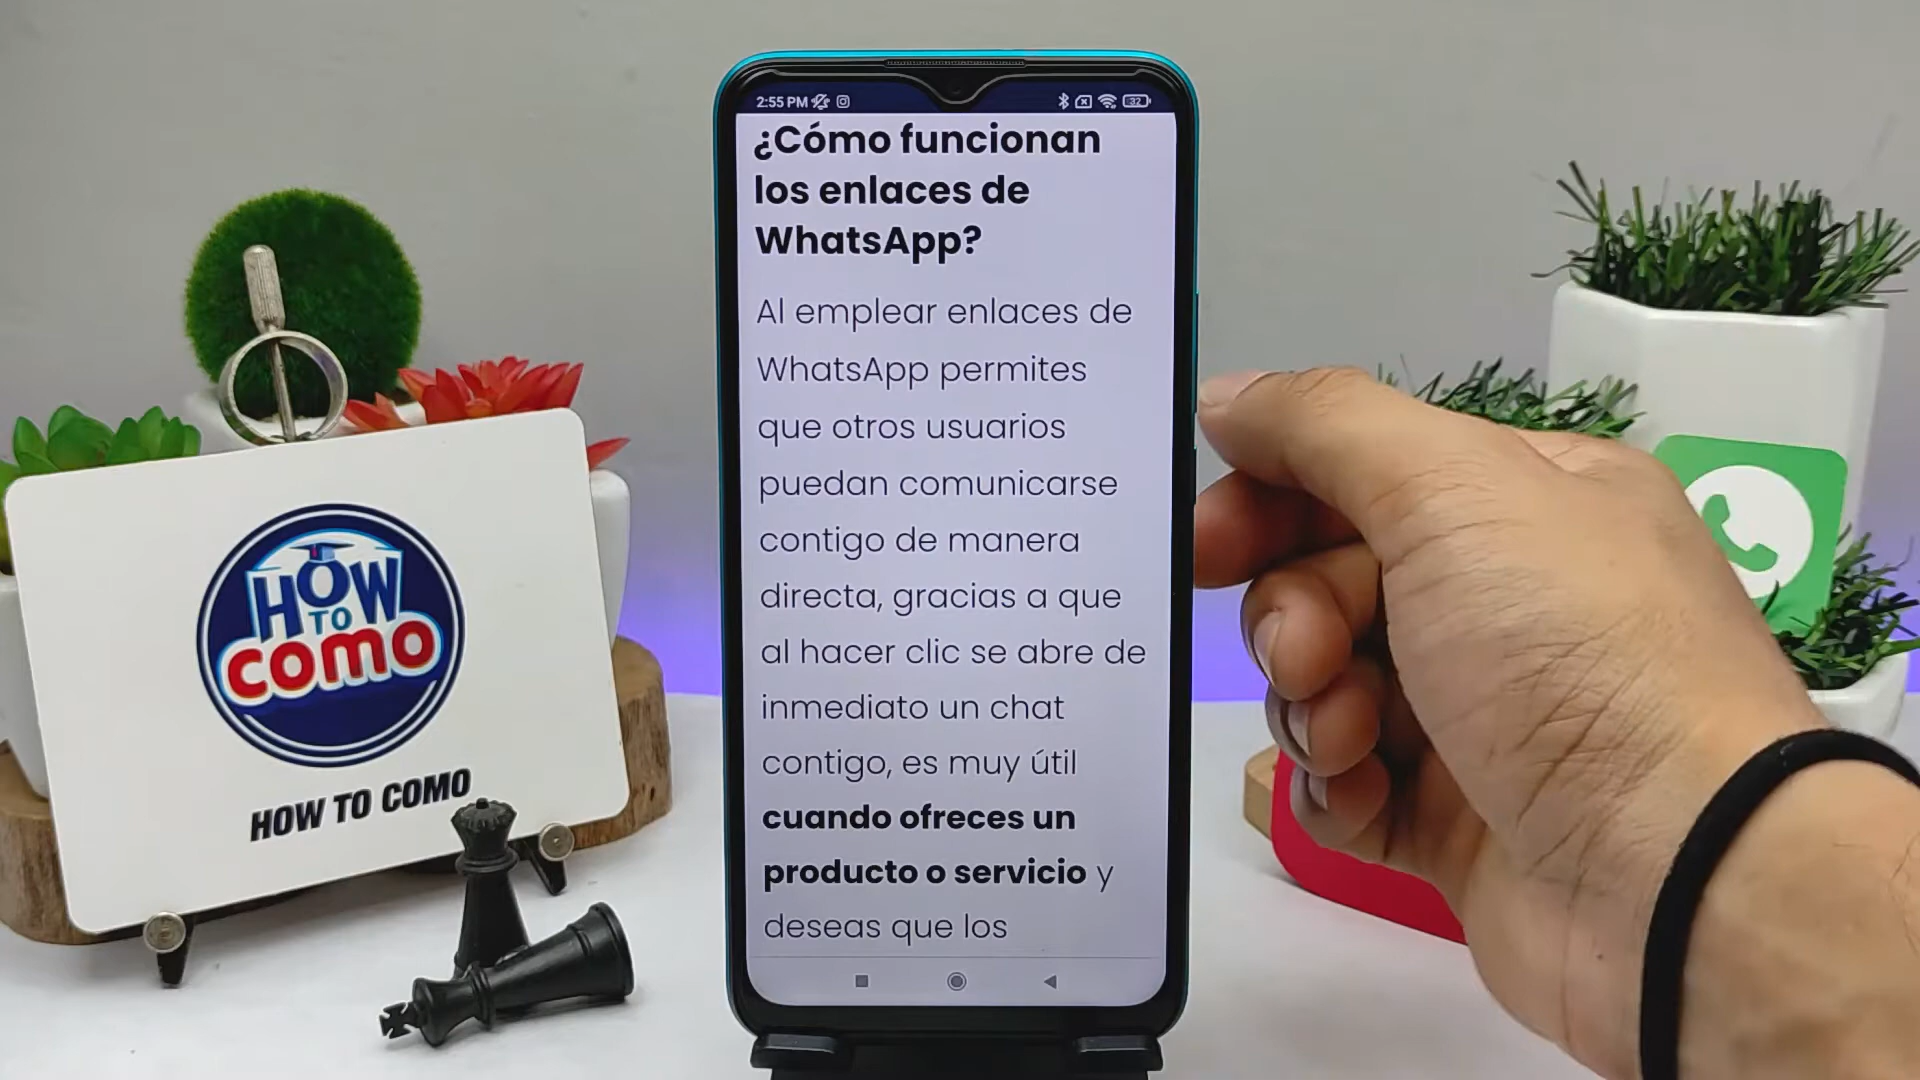 2:55 PM
32
¿Cómo funcionan
los enlaces de
WhatsApp?
Al emplear enlaces de
WhatsApp permites
que otros usuarios
puedan comunicarse
contigo de manera
directa, gracias a que
al hacer clic se abre de
inmediato un chat
contigo, es muy útil
cuando ofreces un
producto o servicio y
deseas que los
HOW
TO
como
HOW TO COMO